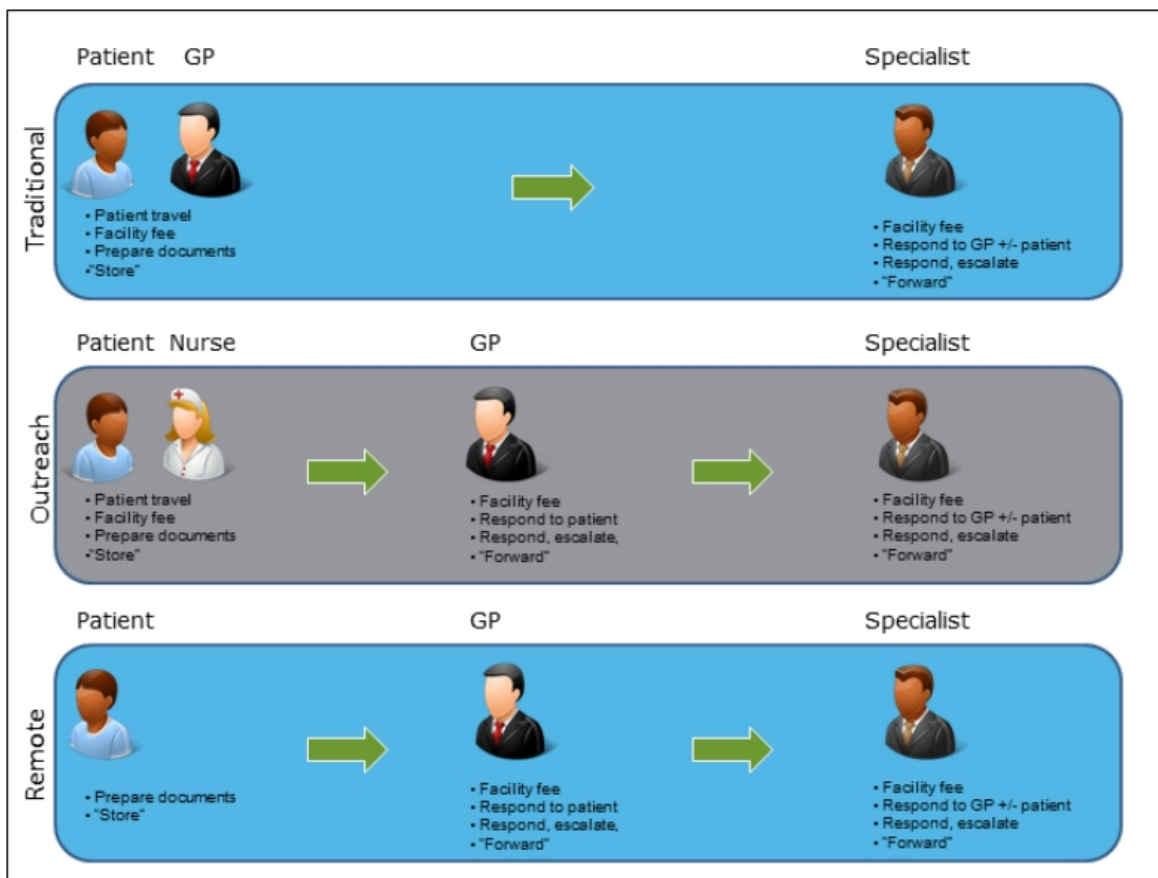 Patient GP Specialist
Traditional
▪ Patient travel
▪ Facility fee
▪ Prepare documents
▪"Store"
▪ Facility fee
▪ Respond to GP +/- patient
▪ Respond, escalate
▪ "Forward"
Patient Nurse GP Specialist
Outreach
▪ Patient travel
▪ Facility fee
▪ Prepare documents
▪"Store"
▪ Facility fee
▪ Respond to patient
▪ Respond, escalate,
▪ "Forward"
▪ Facility fee
▪ Respond to GP +/- patient
▪ Respond, escalate
▪ "Forward"
Patient GP Specialist
Remote
▪ Prepare documents
▪ "Store"
▪ Facility fee
▪ Respond to patient
▪ Respond, escalate,
▪ "Forward"
▪ Facility fee
▪ Respond to GP +/- patient
▪ Respond, escalate
▪ "Forward"